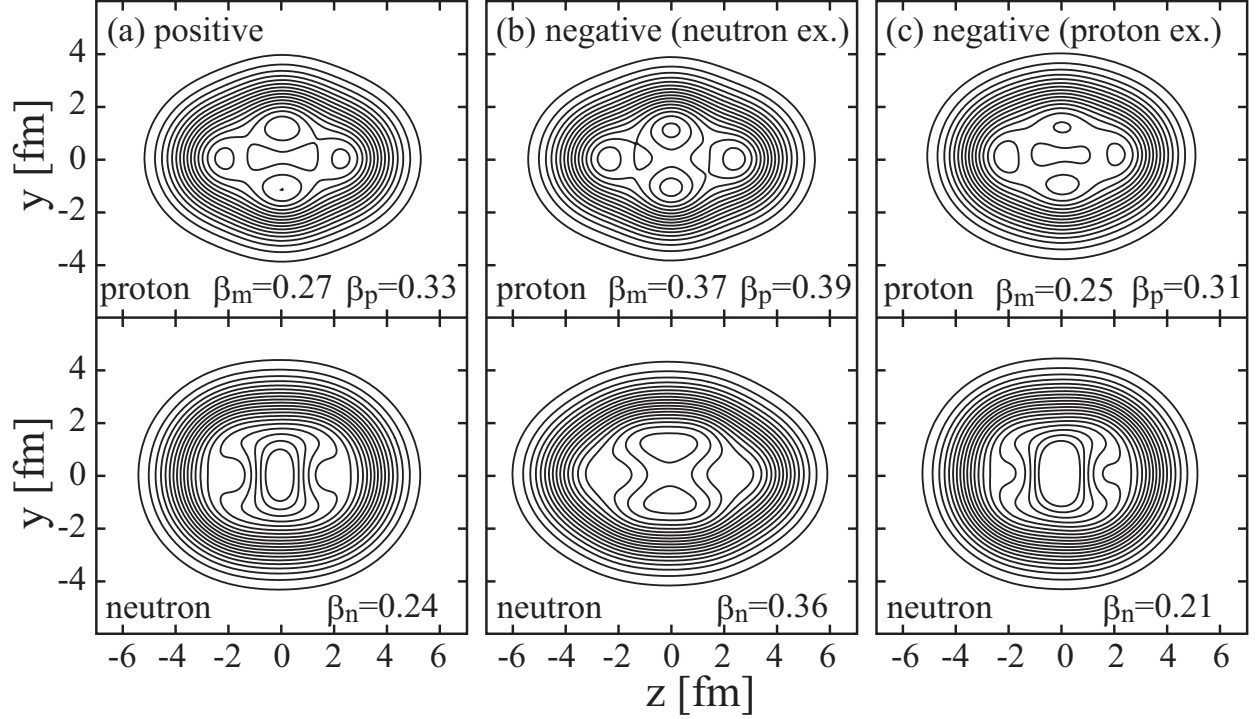 (a) positive
(b) negative (neutron ex.)
(c) negative (proton ex.)
4
2
0
-2
-4
y [fm]
proton βm=0.27 βp=0.33
proton βm=0.37 βp=0.39
proton βm=0.25 βp=0.31
4
2
0
-2
-4
y [fm]
neutron βn=0.24
neutron βn=0.36
neutron βn=0.21
-6 -4 -2 0 2 4 6
-6 -4 -2 0 2 4 6
-6 -4 -2 0 2 4 6
z [fm]